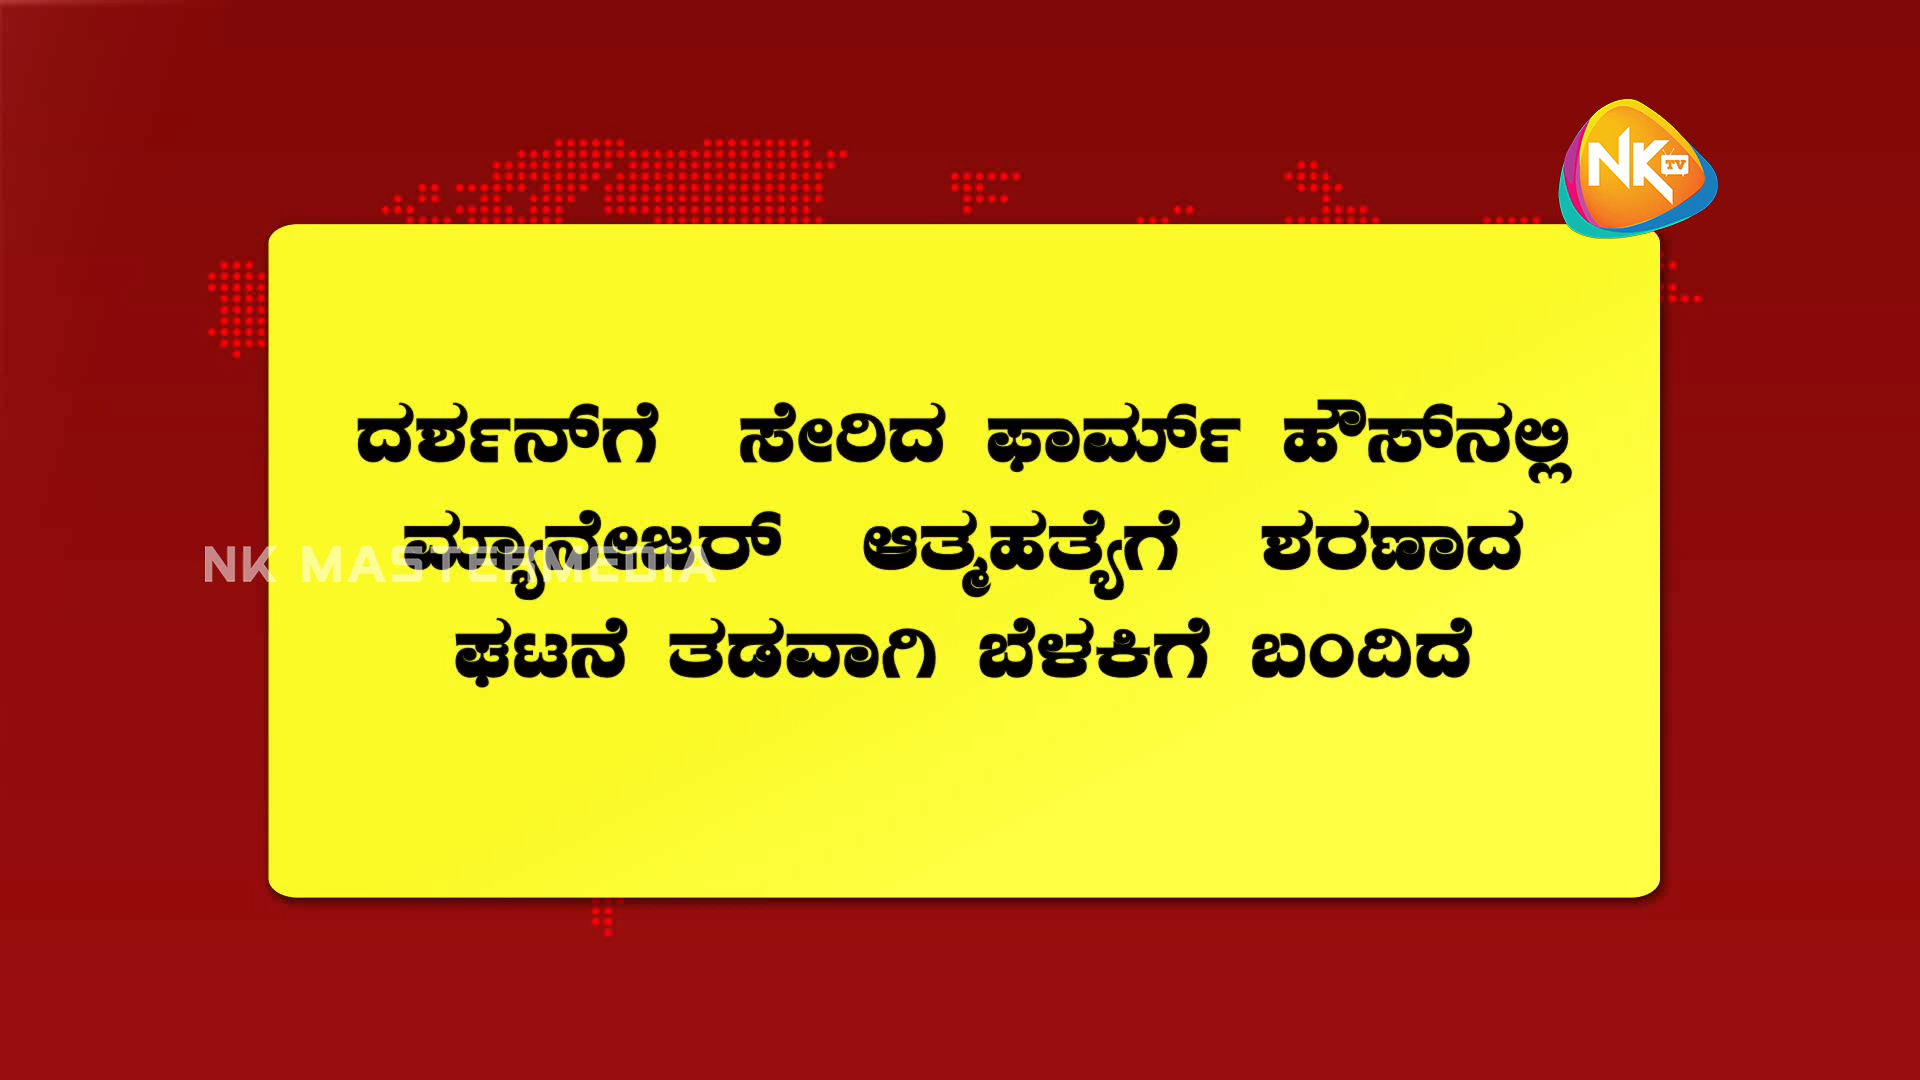 NK TV
ದರ್ಶನ್‌ಗೆ ಸೇರಿದ ಫಾರ್ಮ್ ಹೌಸ್‌ನಲ್ಲಿ
ಮ್ಯಾನೇಜರ್ ಆತ್ಮಹತ್ಯೆಗೆ ಶರಣಾದ
ಘಟನೆ ತಡವಾಗಿ ಬೆಳಕಿಗೆ ಬಂದಿದೆ
NK MASTERMEDIA